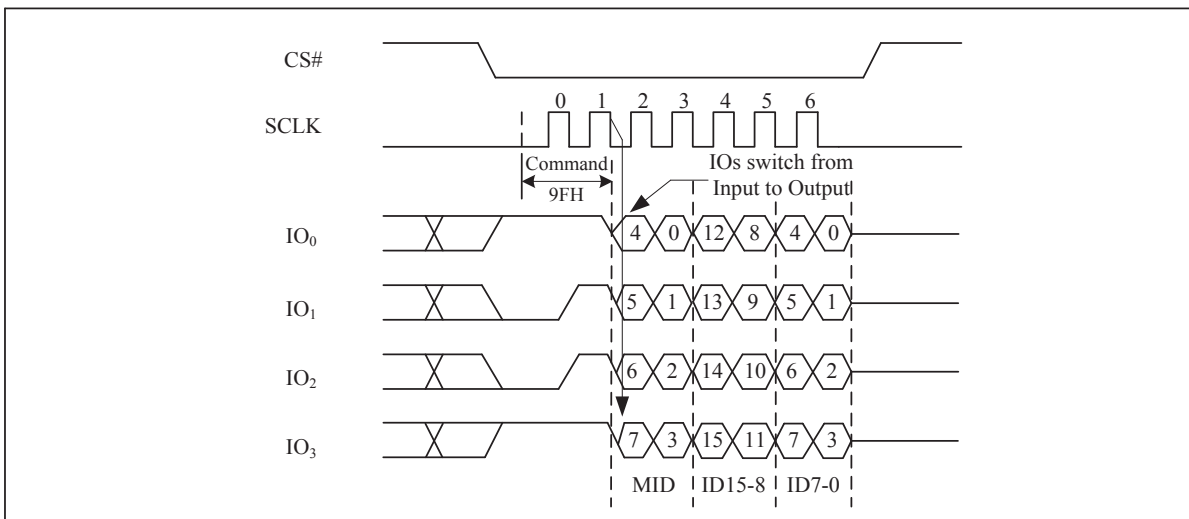 CS#
0 1 2 3 4 5 6
SCLK
Command
9FH
IOs switch from
Input to Output
IO₀
4 0 12 8 4 0
IO₁
5 1 13 9 5 1
IO₂
6 2 14 10 6 2
IO₃
7 3 15 11 7 3
MID ID15-8 ID7-0